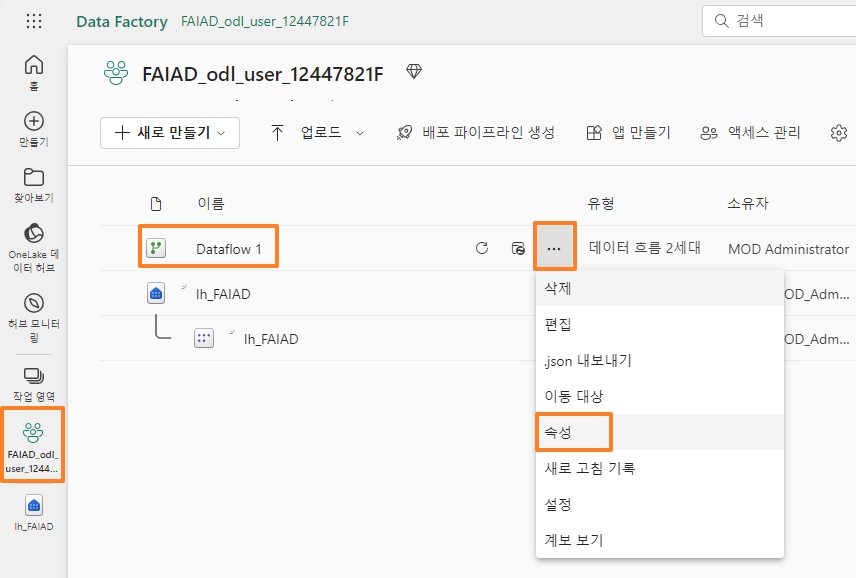 Data Factory FAIAD_odl_user_12447821F
검색
홈
만들기
찾아보기
OneLake 데
이터 허브
허브 모니터
링
작업 영역
FAIAD_odl_
user_1244...
lh_FAIAD
FAIAD_odl_user_12447821F
새로 만들기 업로드 배포 파이프라인 생성 앱 만들기 액세스 관리
이름 유형 소유자
Dataflow 1 ... 데이터 흐름 2세대 MOD Administrator
lh_FAIAD OD_Adm...
lh_FAIAD OD_Adm...
삭제
편집
.json 내보내기
이동 대상
속성
새로 고침 기록
설정
계보 보기